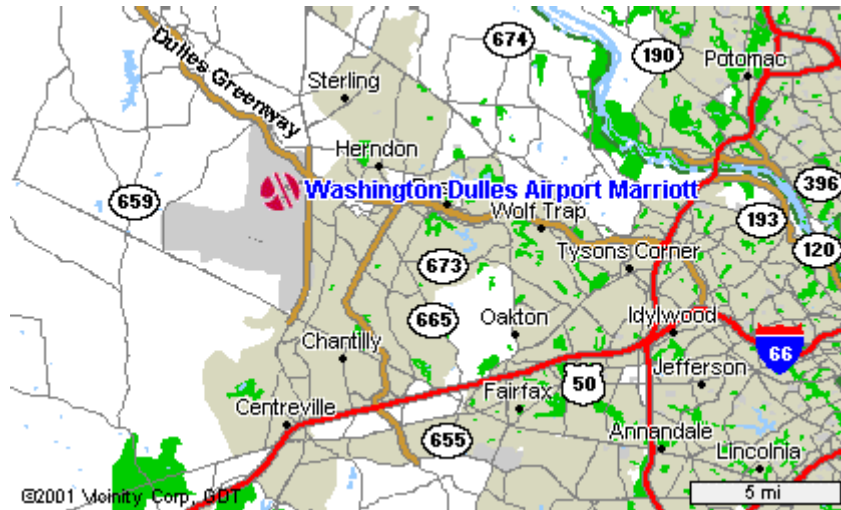 674
190
Potomac
Dulles Greenway
Sterling
Herndon
Washington Dulles Airport Marriott
396
659
Wolf Trap
193
Tysons Corner
120
673
665
Oakton
Idylwood
66
Chantilly
50
Jefferson
Fairfax
Centreville
655
Annandale
Lincolnia
©2001 Vicinity Corp, GDT
5 mi